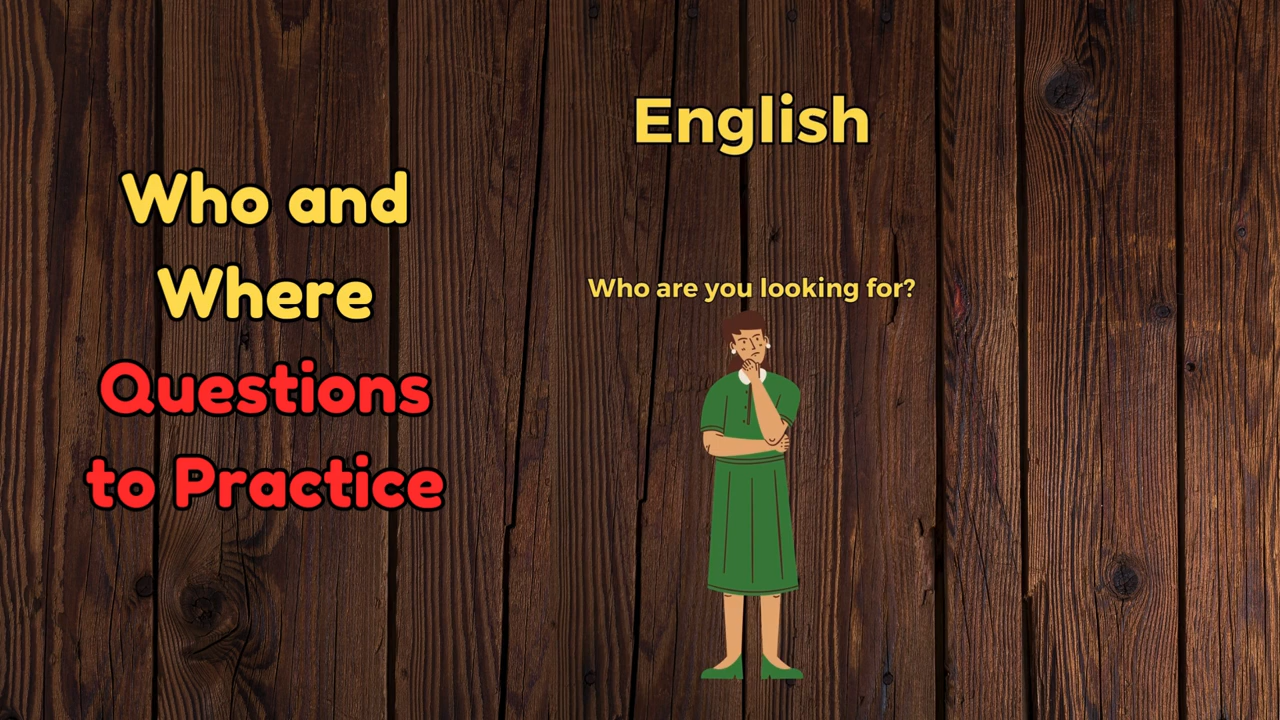 Who and
Where
Questions
to Practice
English
Who are you looking for?